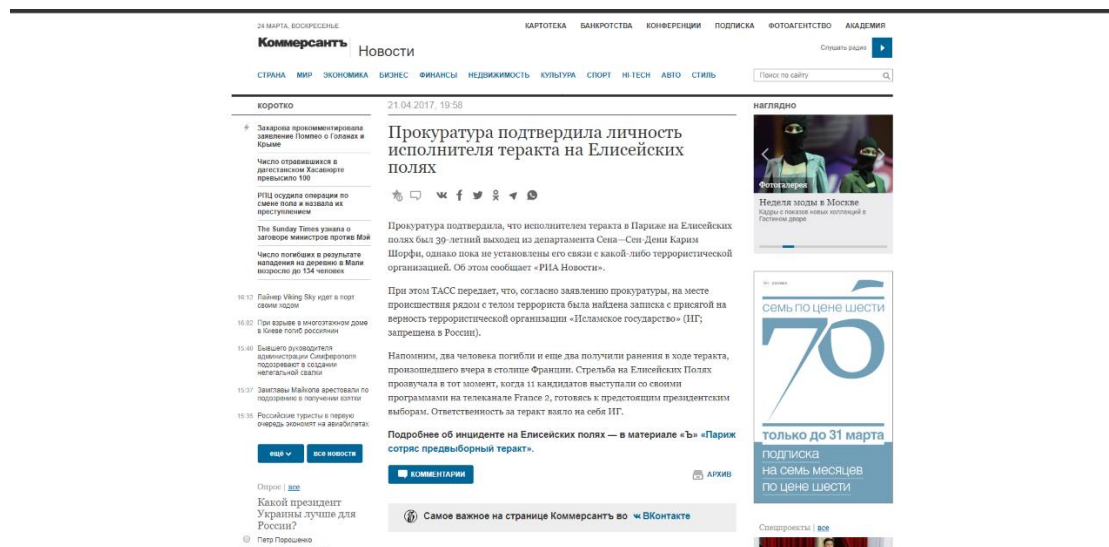 24 МАРТА, ВОСКРЕСЕНЬЕ
КАРТОТЕКА БАНКРОТСТВА КОНФЕРЕНЦИИ ПОДПИСКА ФОТОАГЕНТСТВО АКАДЕМИЯ
Коммерсантъ Новости
Слушать радио
СТРАНА МИР ЭКОНОМИКА БИЗНЕС ФИНАНСЫ НЕДВИЖИМОСТЬ КУЛЬТУРА СПОРТ HI-TECH АВТО СТИЛЬ
Поиск по сайту
КОРОТКО
Захарова прокомментировала
заявление Помпео о Голанах и
Крыме
Число отравившихся в
дагестанском Хасавюрте
превысило 100
РПЦ осудила операции по
смене пола и назвала их
преступлением
The Sunday Times узнала о
заговоре министров против Мэй
Число погибших в результате
нападения на деревню в Мали
возросло до 134 человек
16:12 Лайнер Viking Sky идет в порт
своим ходом
16:02 При взрыве в многоэтажном доме
в Киеве погиб россиянин
15:40 Бывшего руководителя
администрации Симферополя
подозревают в создании
нелегальной свалки
15:37 Замглавы Майкопа арестовали по
подозрению в получении взятки
15:35 Российские туристы в первую
очередь экономят на авиабилетах
ещё
все новости
Опрос | все
Какой президент
Украины лучше для
России?
Петр Порошенко
21.04.2017, 19:58
Прокуратура подтвердила личность
исполнителя теракта на Елисейских
полях
Прокуратура подтвердила, что исполнителем теракта в Париже на Елисейских
полях был 39-летний выходец из департамента Сена—Сен-Дени Карим
Шорфи, однако пока не установлены его связи с какой-либо террористической
организацией. Об этом сообщает «РИА Новости».
При этом ТАСС передает, что, согласно заявлению прокуратуры, на месте
происшествия рядом с телом террориста была найдена записка с присягой на
верность террористической организации «Исламское государство» (ИГ;
запрещена в России).
Напомним, два человека погибли и еще два получили ранения в ходе теракта,
произошедшего вчера в столице Франции. Стрельба на Елисейских Полях
прозвучала в тот момент, когда 11 кандидатов выступали со своими
программами на телеканале France 2, готовясь к предстоящим президентским
выборам. Ответственность за теракт взяло на себя ИГ.
Подробнее об инциденте на Елисейских полях — в материале «Ъ» «Париж
сотряс предвыборный теракт».
КОММЕНТАРИИ
АРХИВ
Самое важное на странице Коммерсантъ во ВКонтакте
НАГЛЯДНО
Фотогалерея
Неделя моды в Москве
Кадры с показов новых коллекций в
Гостином дворе
семь по цене шести
70
только до 31 марта
подписка
на семь месяцев
по цене шести
Спецпроекты | все